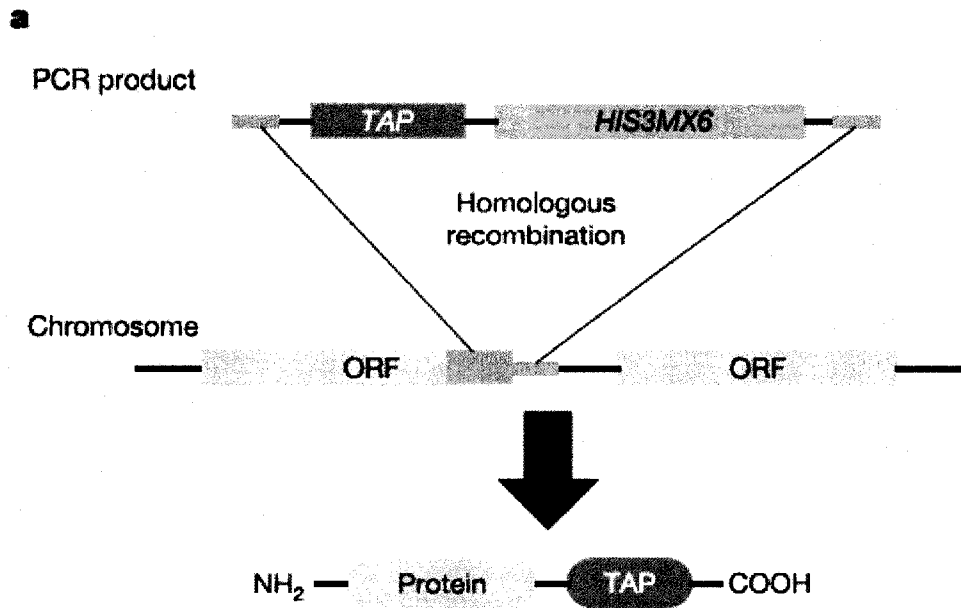 a
PCR product
TAP
HIS3MX6
Homologous
recombination
Chromosome
ORF
ORF
NH₂
Protein
TAP
COOH